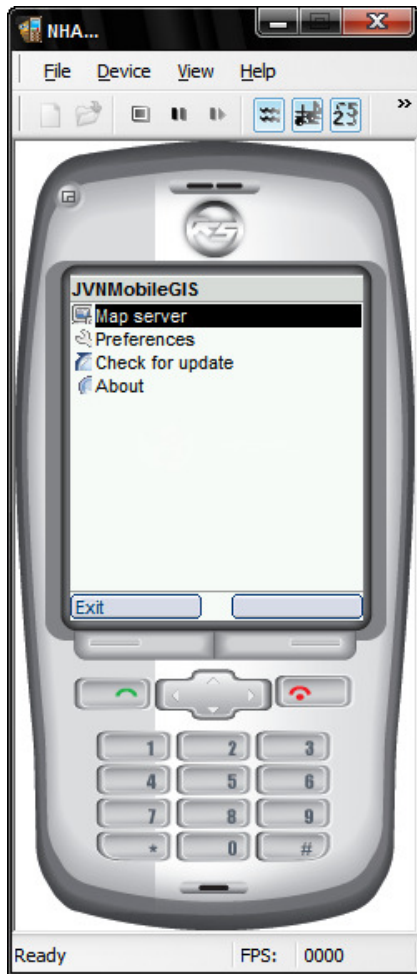 NHA...
File Device View Help
»
JVNMobileGIS
Map server
Preferences
Check for update
About
Exit
1 2 3
4 5 6
7 8 9
* 0 #
Ready FPS: 0000